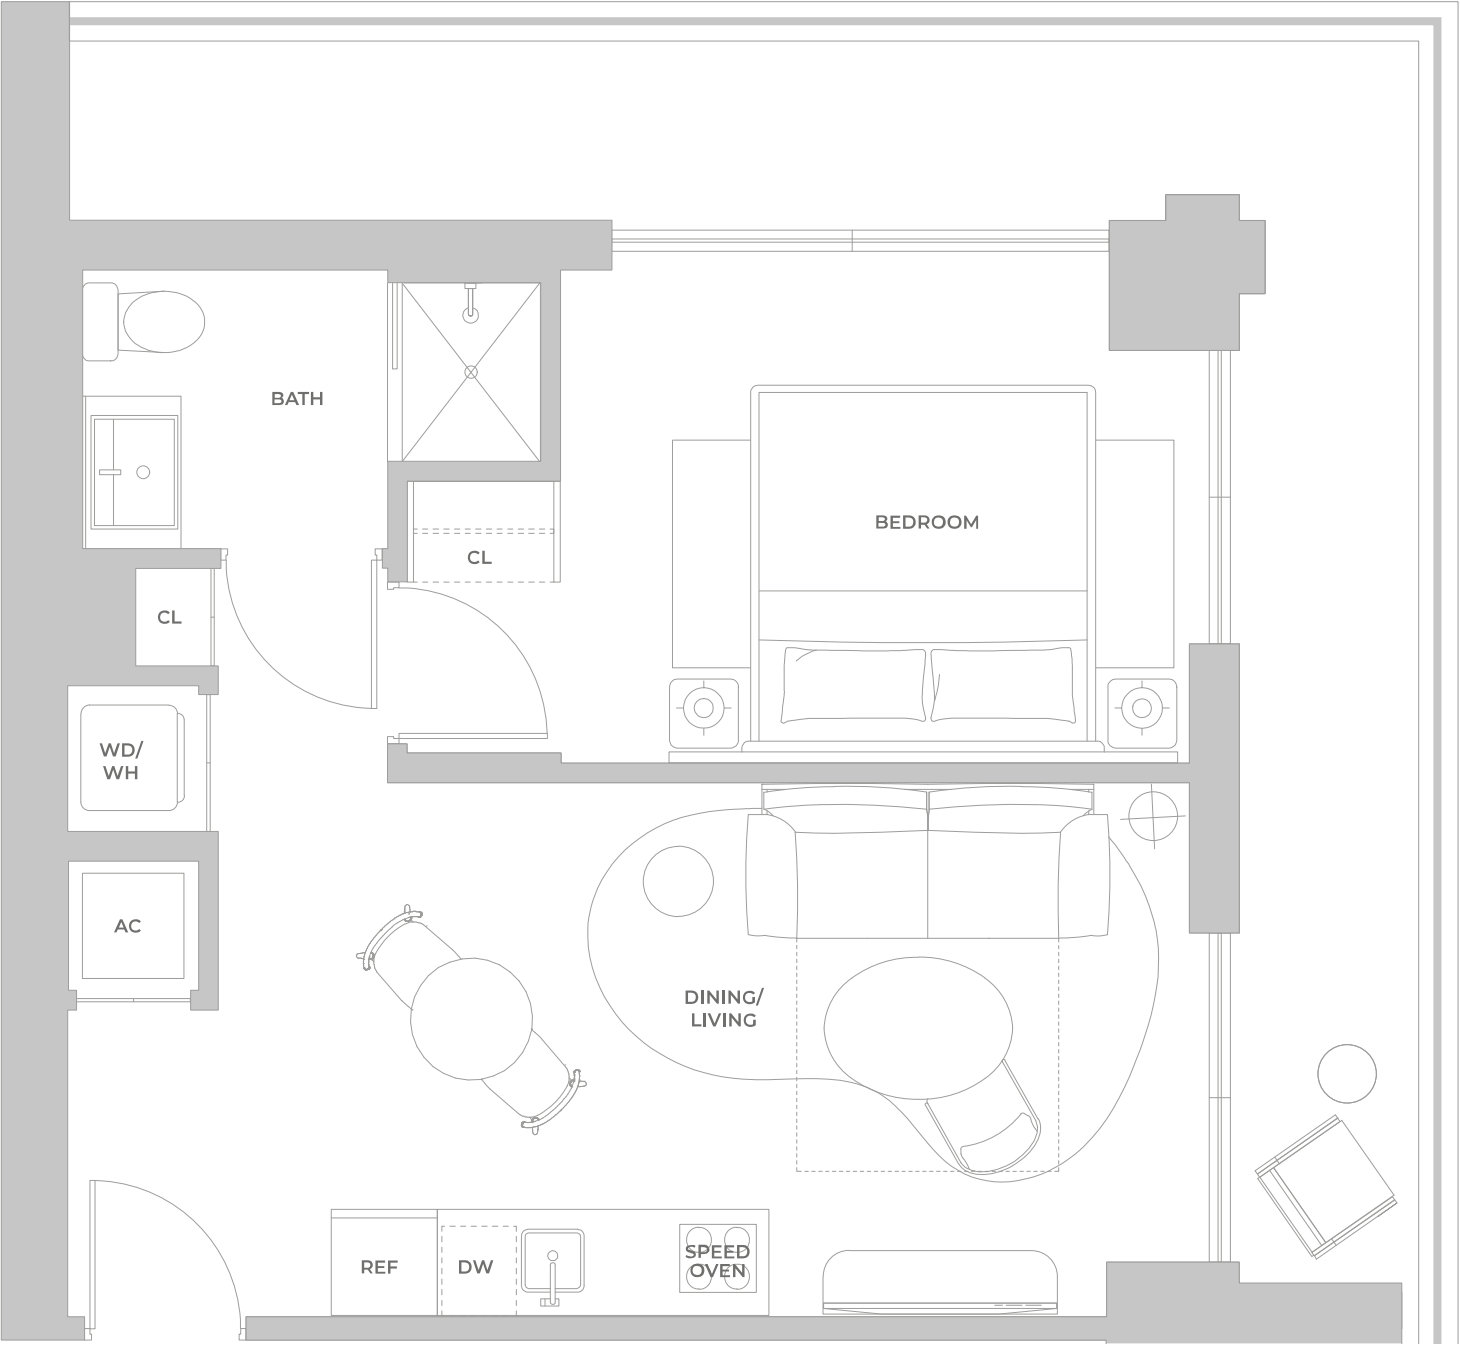 BATH
BEDROOM
CL
CL
WD/
WH
AC
DINING/
LIVING
REF
DW
SPEED
OVEN